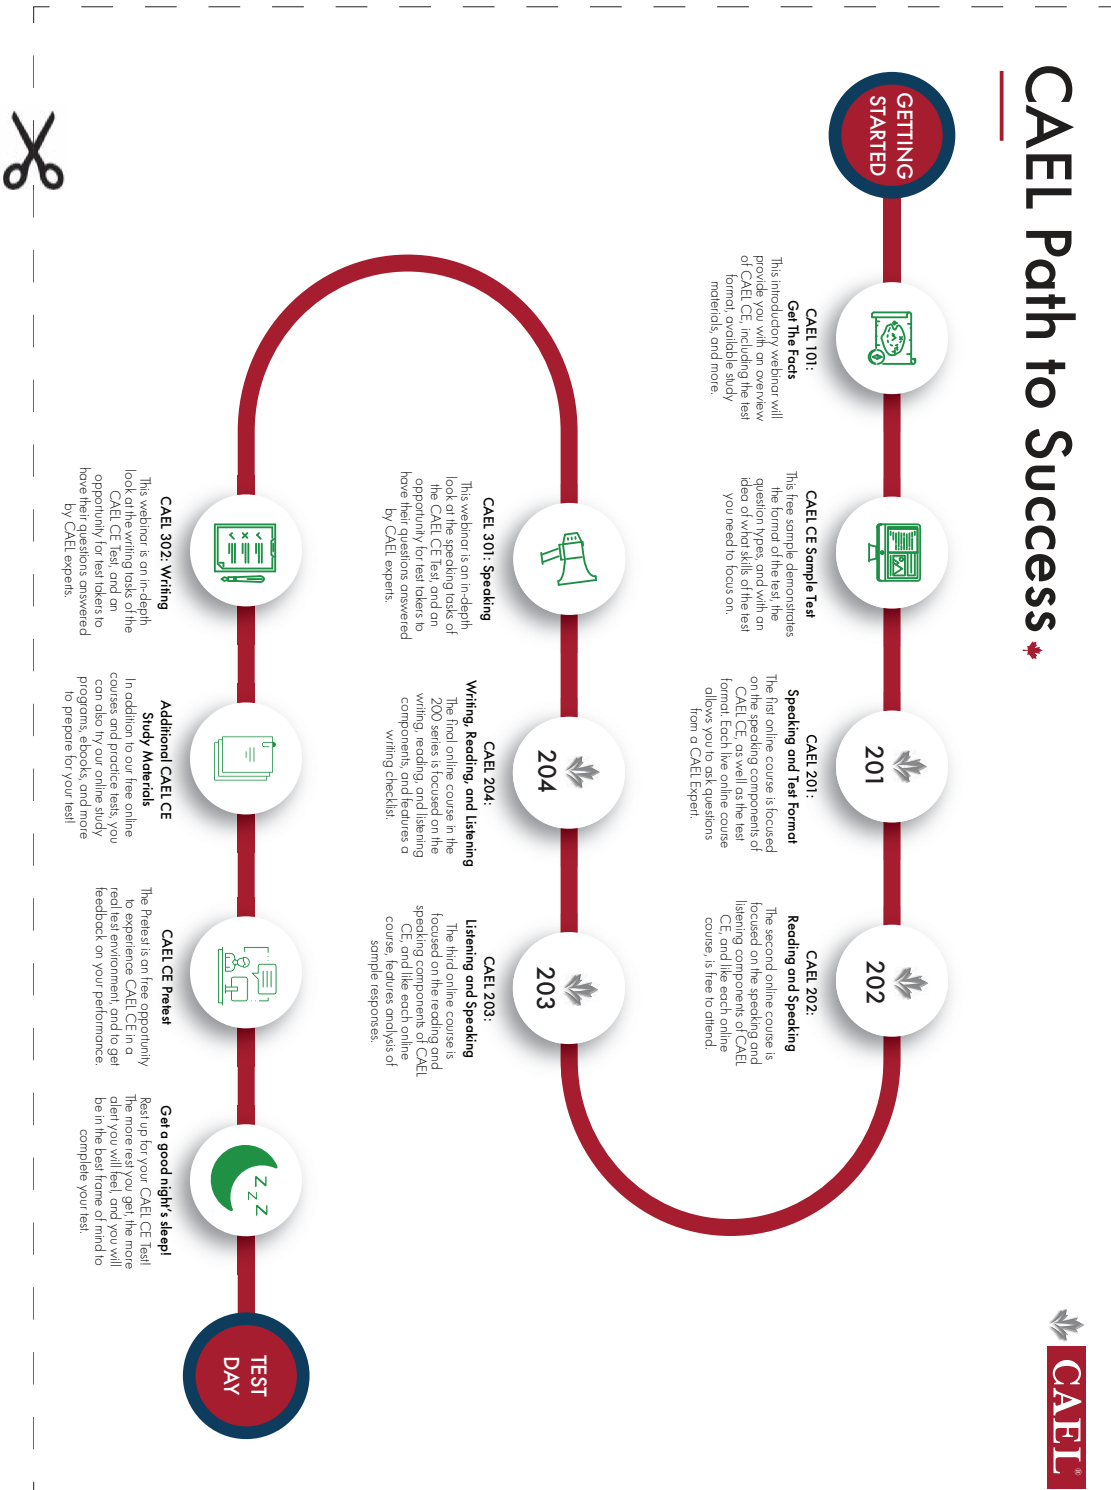 CAEL Path to Success
CAEL®
GETTING
STARTED
CAEL 101:
Get The Facts
This introductory webinar will
provide you with an overview
of CAEL CE, including the test
format, available study
materials, and more.
CAEL CE Sample Test
This free sample demonstrates
the format of the test, the
question types, and with an
idea of what skills of the test
you need to focus on.
201
CAEL 201:
Speaking and Test Format
The first online course is focused
on the speaking components of
CAEL CE, as well as the test
format. Each live online course
allows you to ask questions
from a CAEL Expert.
202
CAEL 202:
Reading and Speaking
The second online course is
focused on the speaking and
listening components of CAEL
CE, and like each online
course, is free to attend.
203
CAEL 203:
Listening and Speaking
The third online course is
focused on the reading and
speaking components of CAEL
CE, and like each online
course, features analysis of
sample responses.
204
CAEL 204:
Writing, Reading, and Listening
The final online course in the
200 series is focused on the
writing, reading, and listening
components, and features a
writing checklist.
CAEL 301: Speaking
This webinar is an in-depth
look at the speaking tasks of
the CAEL CE Test, and an
opportunity for test takers to
have their questions answered
by CAEL experts.
CAEL 302: Writing
This webinar is an in-depth
look at the writing tasks of the
CAEL CE Test, and an
opportunity for test takers to
have their questions answered
by CAEL experts.
Additional CAEL CE
Study Materials
In addition to our free online
courses and practice tests, you
can also try our online study
programs, ebooks, and more
to prepare for your test!
CAEL CE Pretest
The Pretest is an free opportunity
to experience CAEL CE in a
real test environment, and to get
feedback on your performance.
z z z
Get a good night's sleep!
Rest up for your CAEL CE Test!
The more rest you get, the more
alert you will feel, and you will
be in the best frame of mind to
complete your test.
TEST
DAY